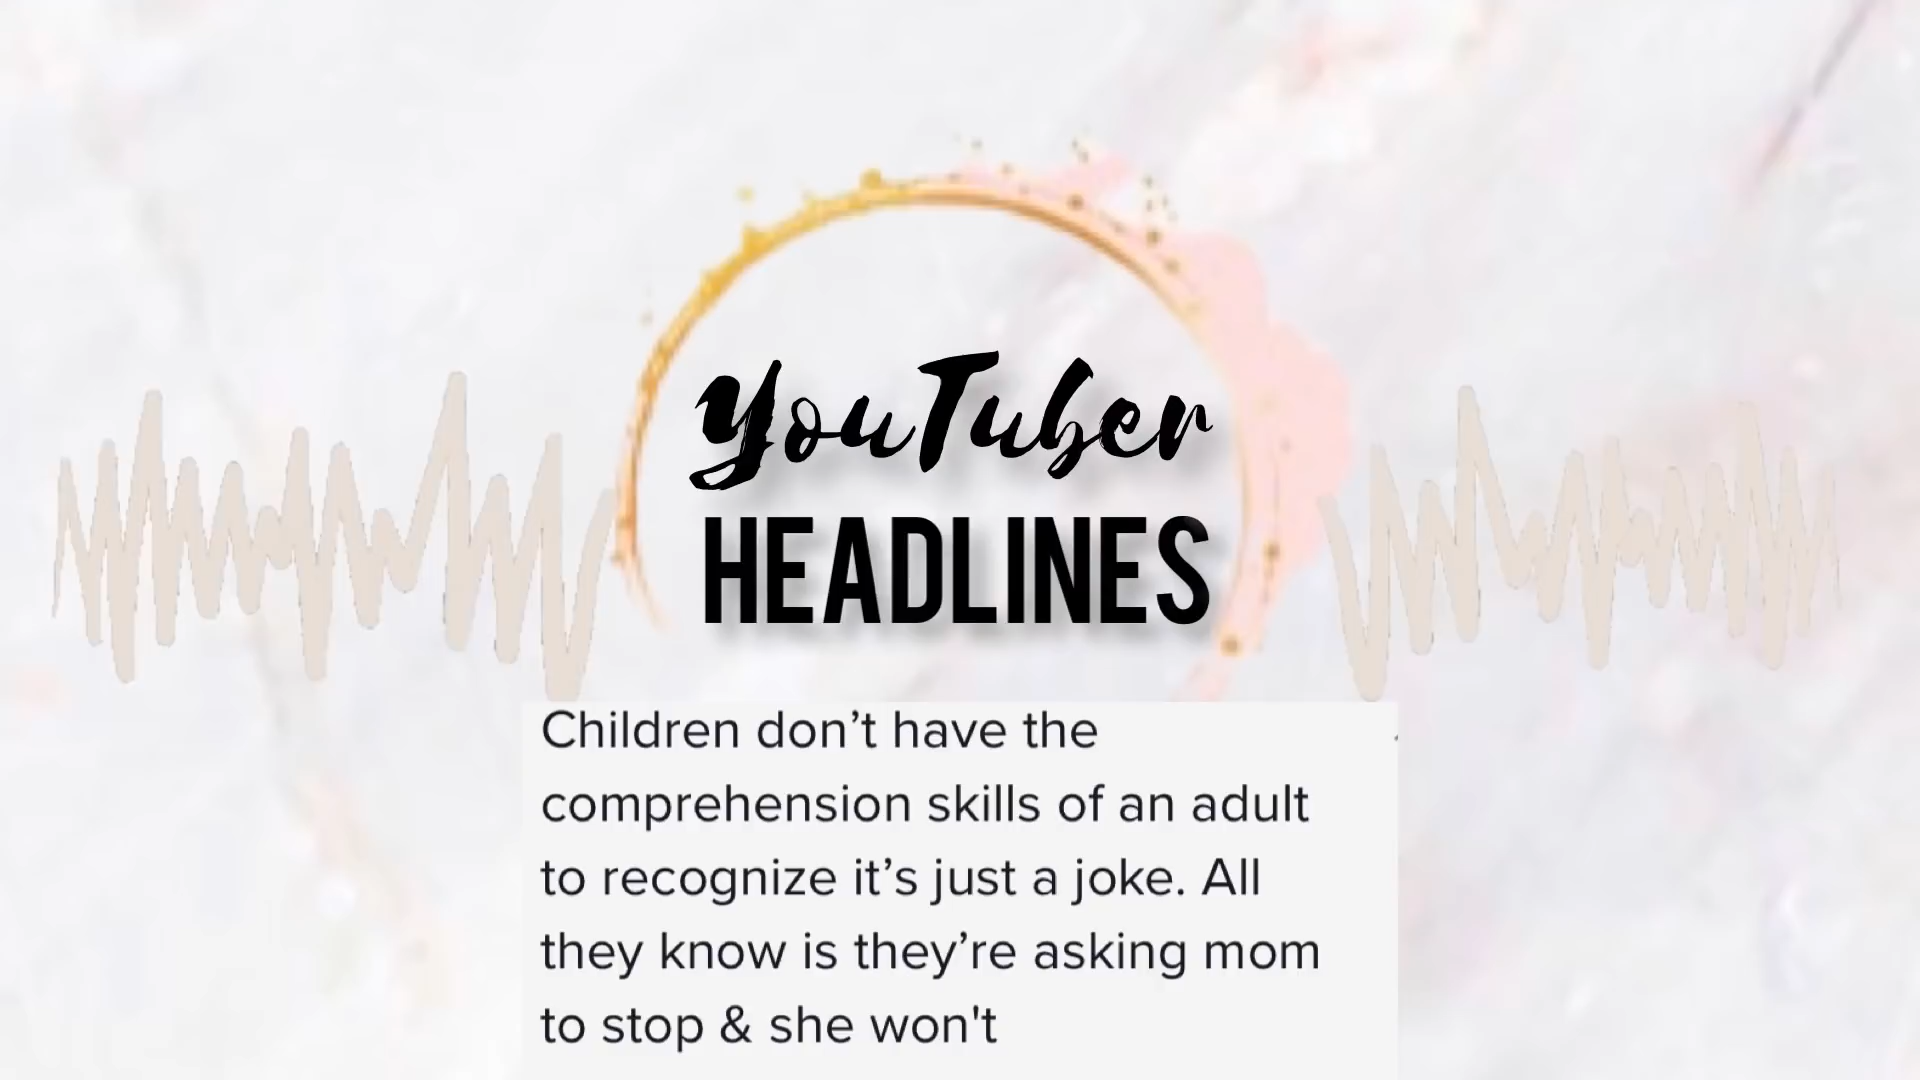 YouTuber
HEADLINES
Children don’t have the
comprehension skills of an adult
to recognize it’s just a joke. All
they know is they’re asking mom
to stop & she won't